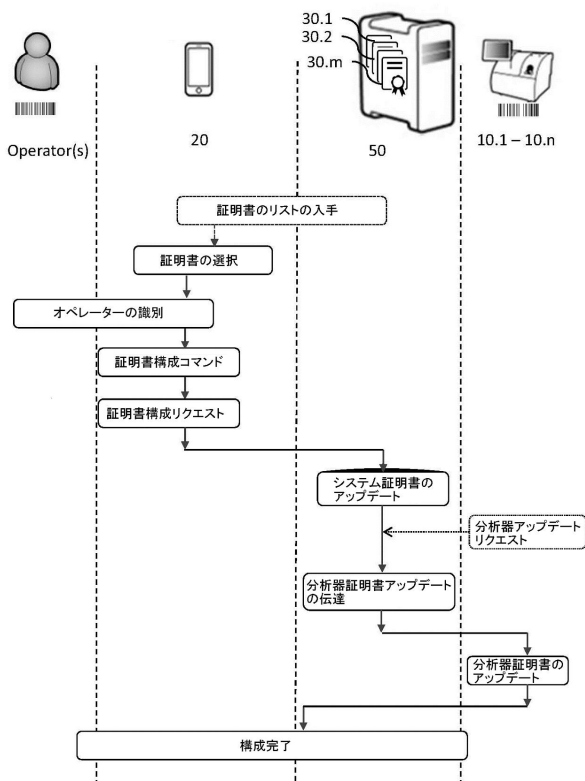 30.1
30.2
30.m
Operator(s)
20
50
10.1 – 10.n
証明書のリストの入手
証明書の選択
オペレーターの識別
証明書構成コマンド
証明書構成リクエスト
システム証明書の
アップデート
分析器アップデート
リクエスト
分析器証明書アップデート
の伝達
分析器証明書の
アップデート
構成完了